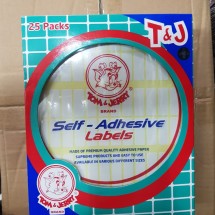 25 Packs
T&J
TOM & JERRY
BRAND
Self - Adhesive
Labels
MADE OF PREMIUM QUALITY ADHESIVE PAPER
SUPREME PRODUCTS AND EASY TO USE
AVAILABLE IN VARIOUS DIFFERENT SIZES
TOM & JERRY